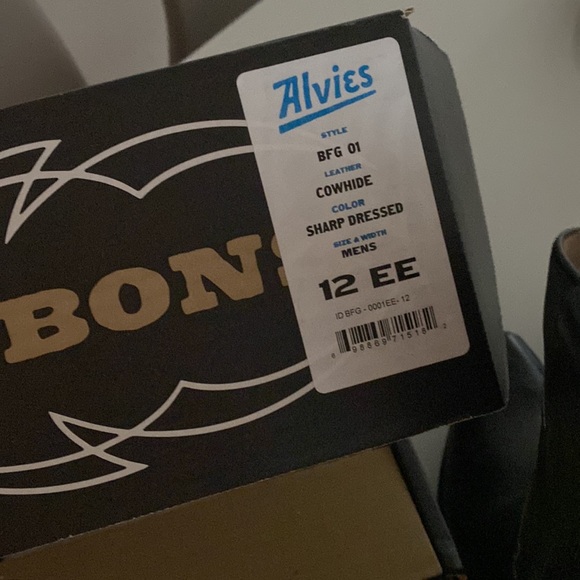 Alvies
STYLE
BFG 01
LEATHER
COWHIDE
COLOR
SHARP DRESSED
SIZE & WIDTH
MENS
12 EE
ID BFG - 0001EE- 12
BONS